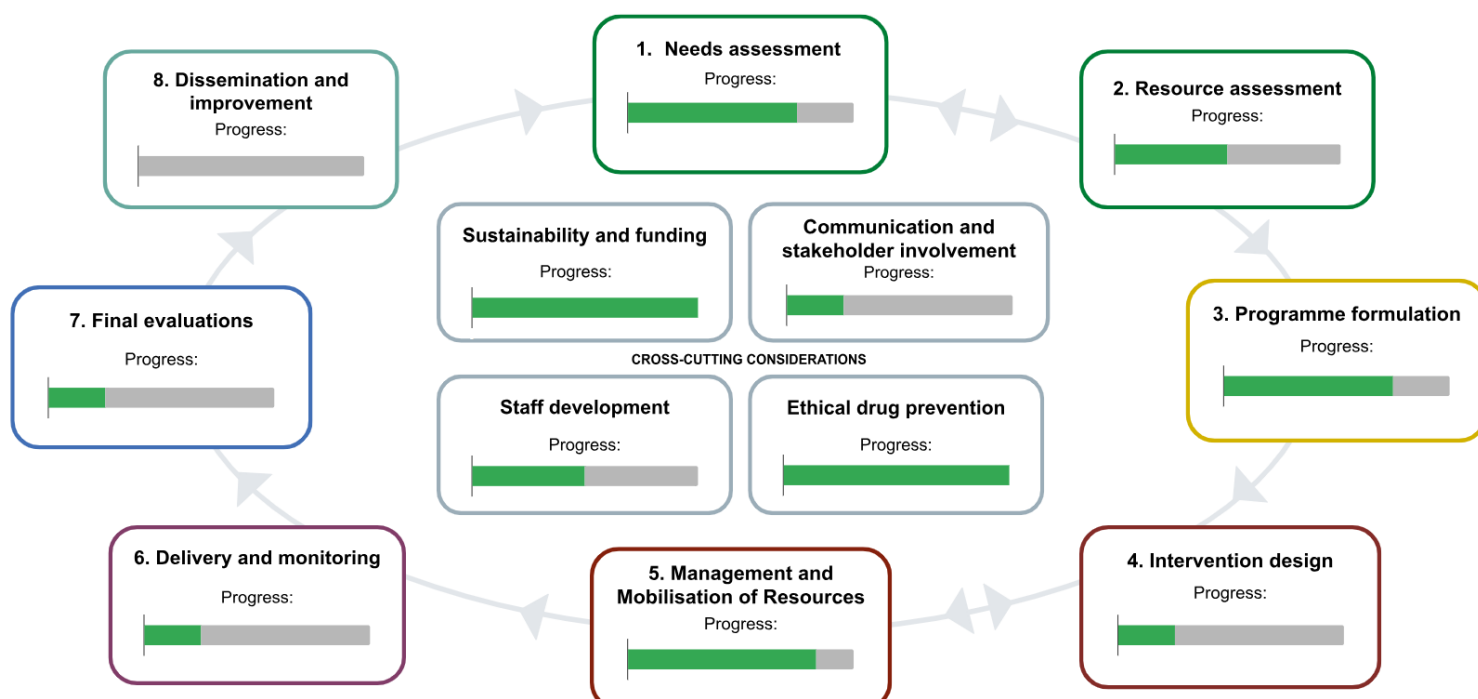 1. Needs assessment
Progress:
2. Resource assessment
Progress:
3. Programme formulation
Progress:
4. Intervention design
Progress:
5. Management and
Mobilisation of Resources
Progress:
6. Delivery and monitoring
Progress:
7. Final evaluations
Progress:
8. Dissemination and
improvement
Progress:
Sustainability and funding
Progress:
Communication and
stakeholder involvement
Progress:
CROSS-CUTTING CONSIDERATIONS
Staff development
Progress:
Ethical drug prevention
Progress: